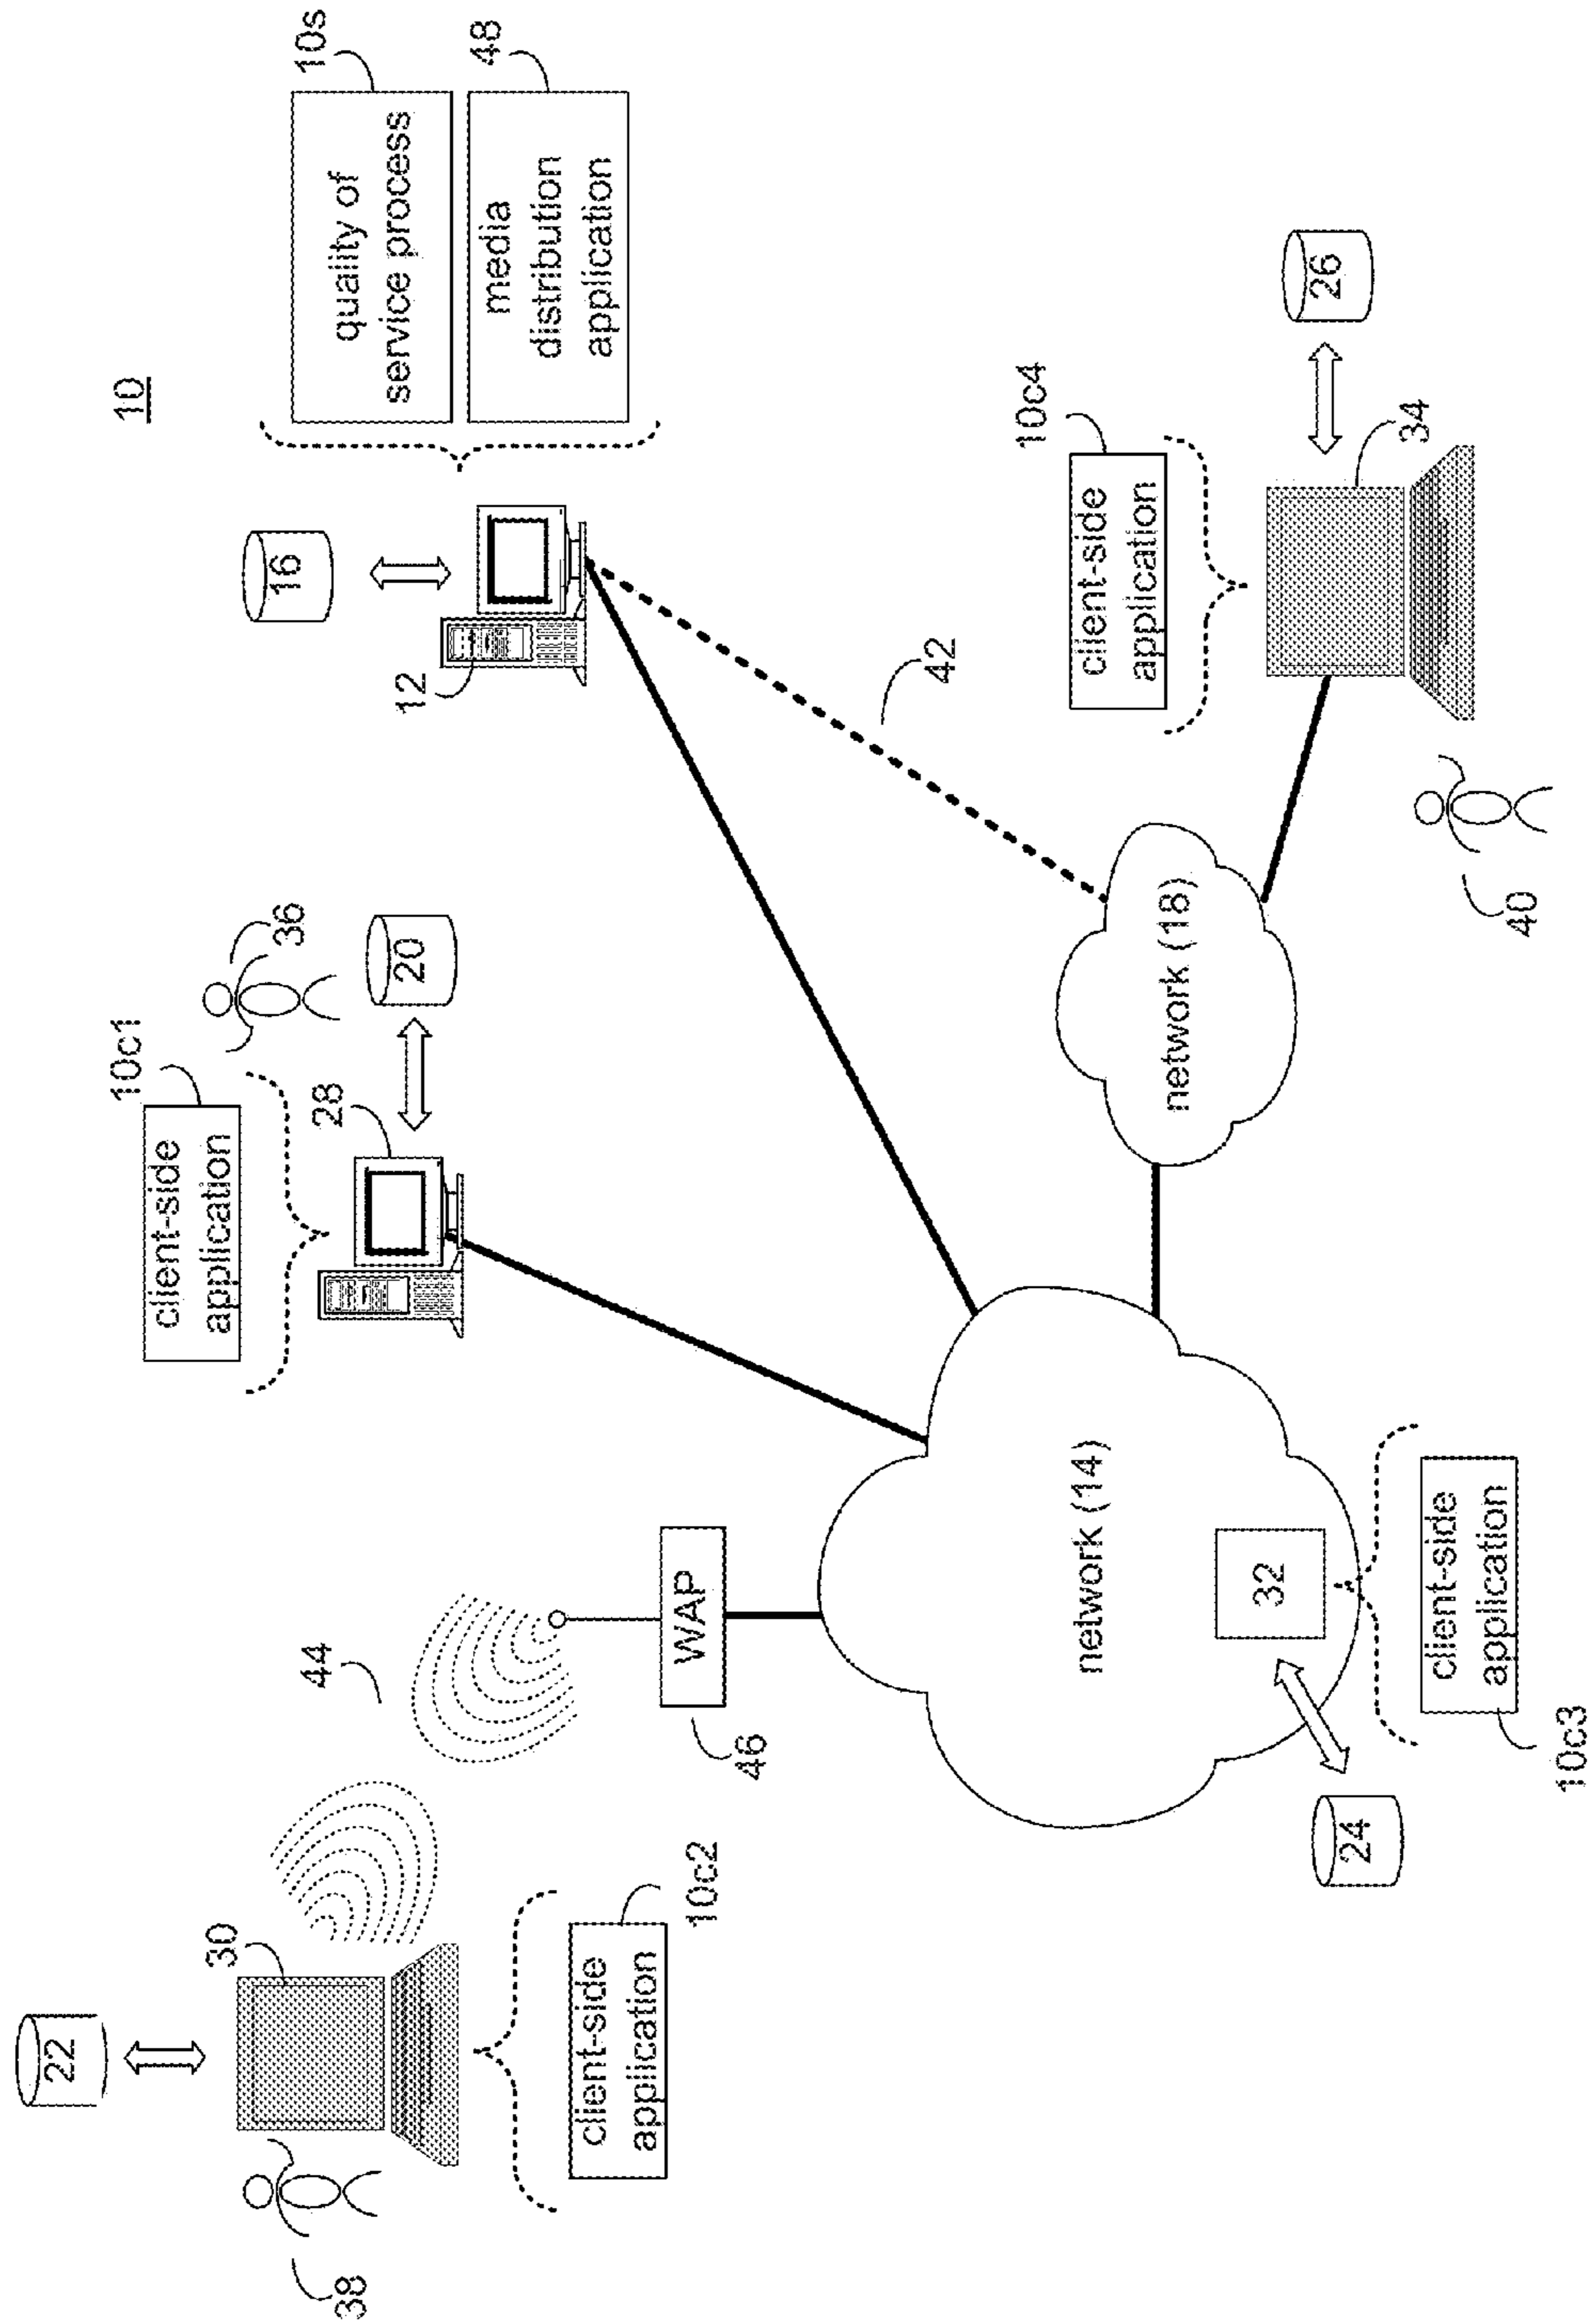 10
quality of
service process
10s
media
distribution
application
48
16
12
10c1
client-side
application
36
28
20
22
30
38
44
WAP
46
client-side
application
10c2
42
client-side
application
10c4
26
34
40
network (18)
network (14)
32
24
client-side
application
10c3